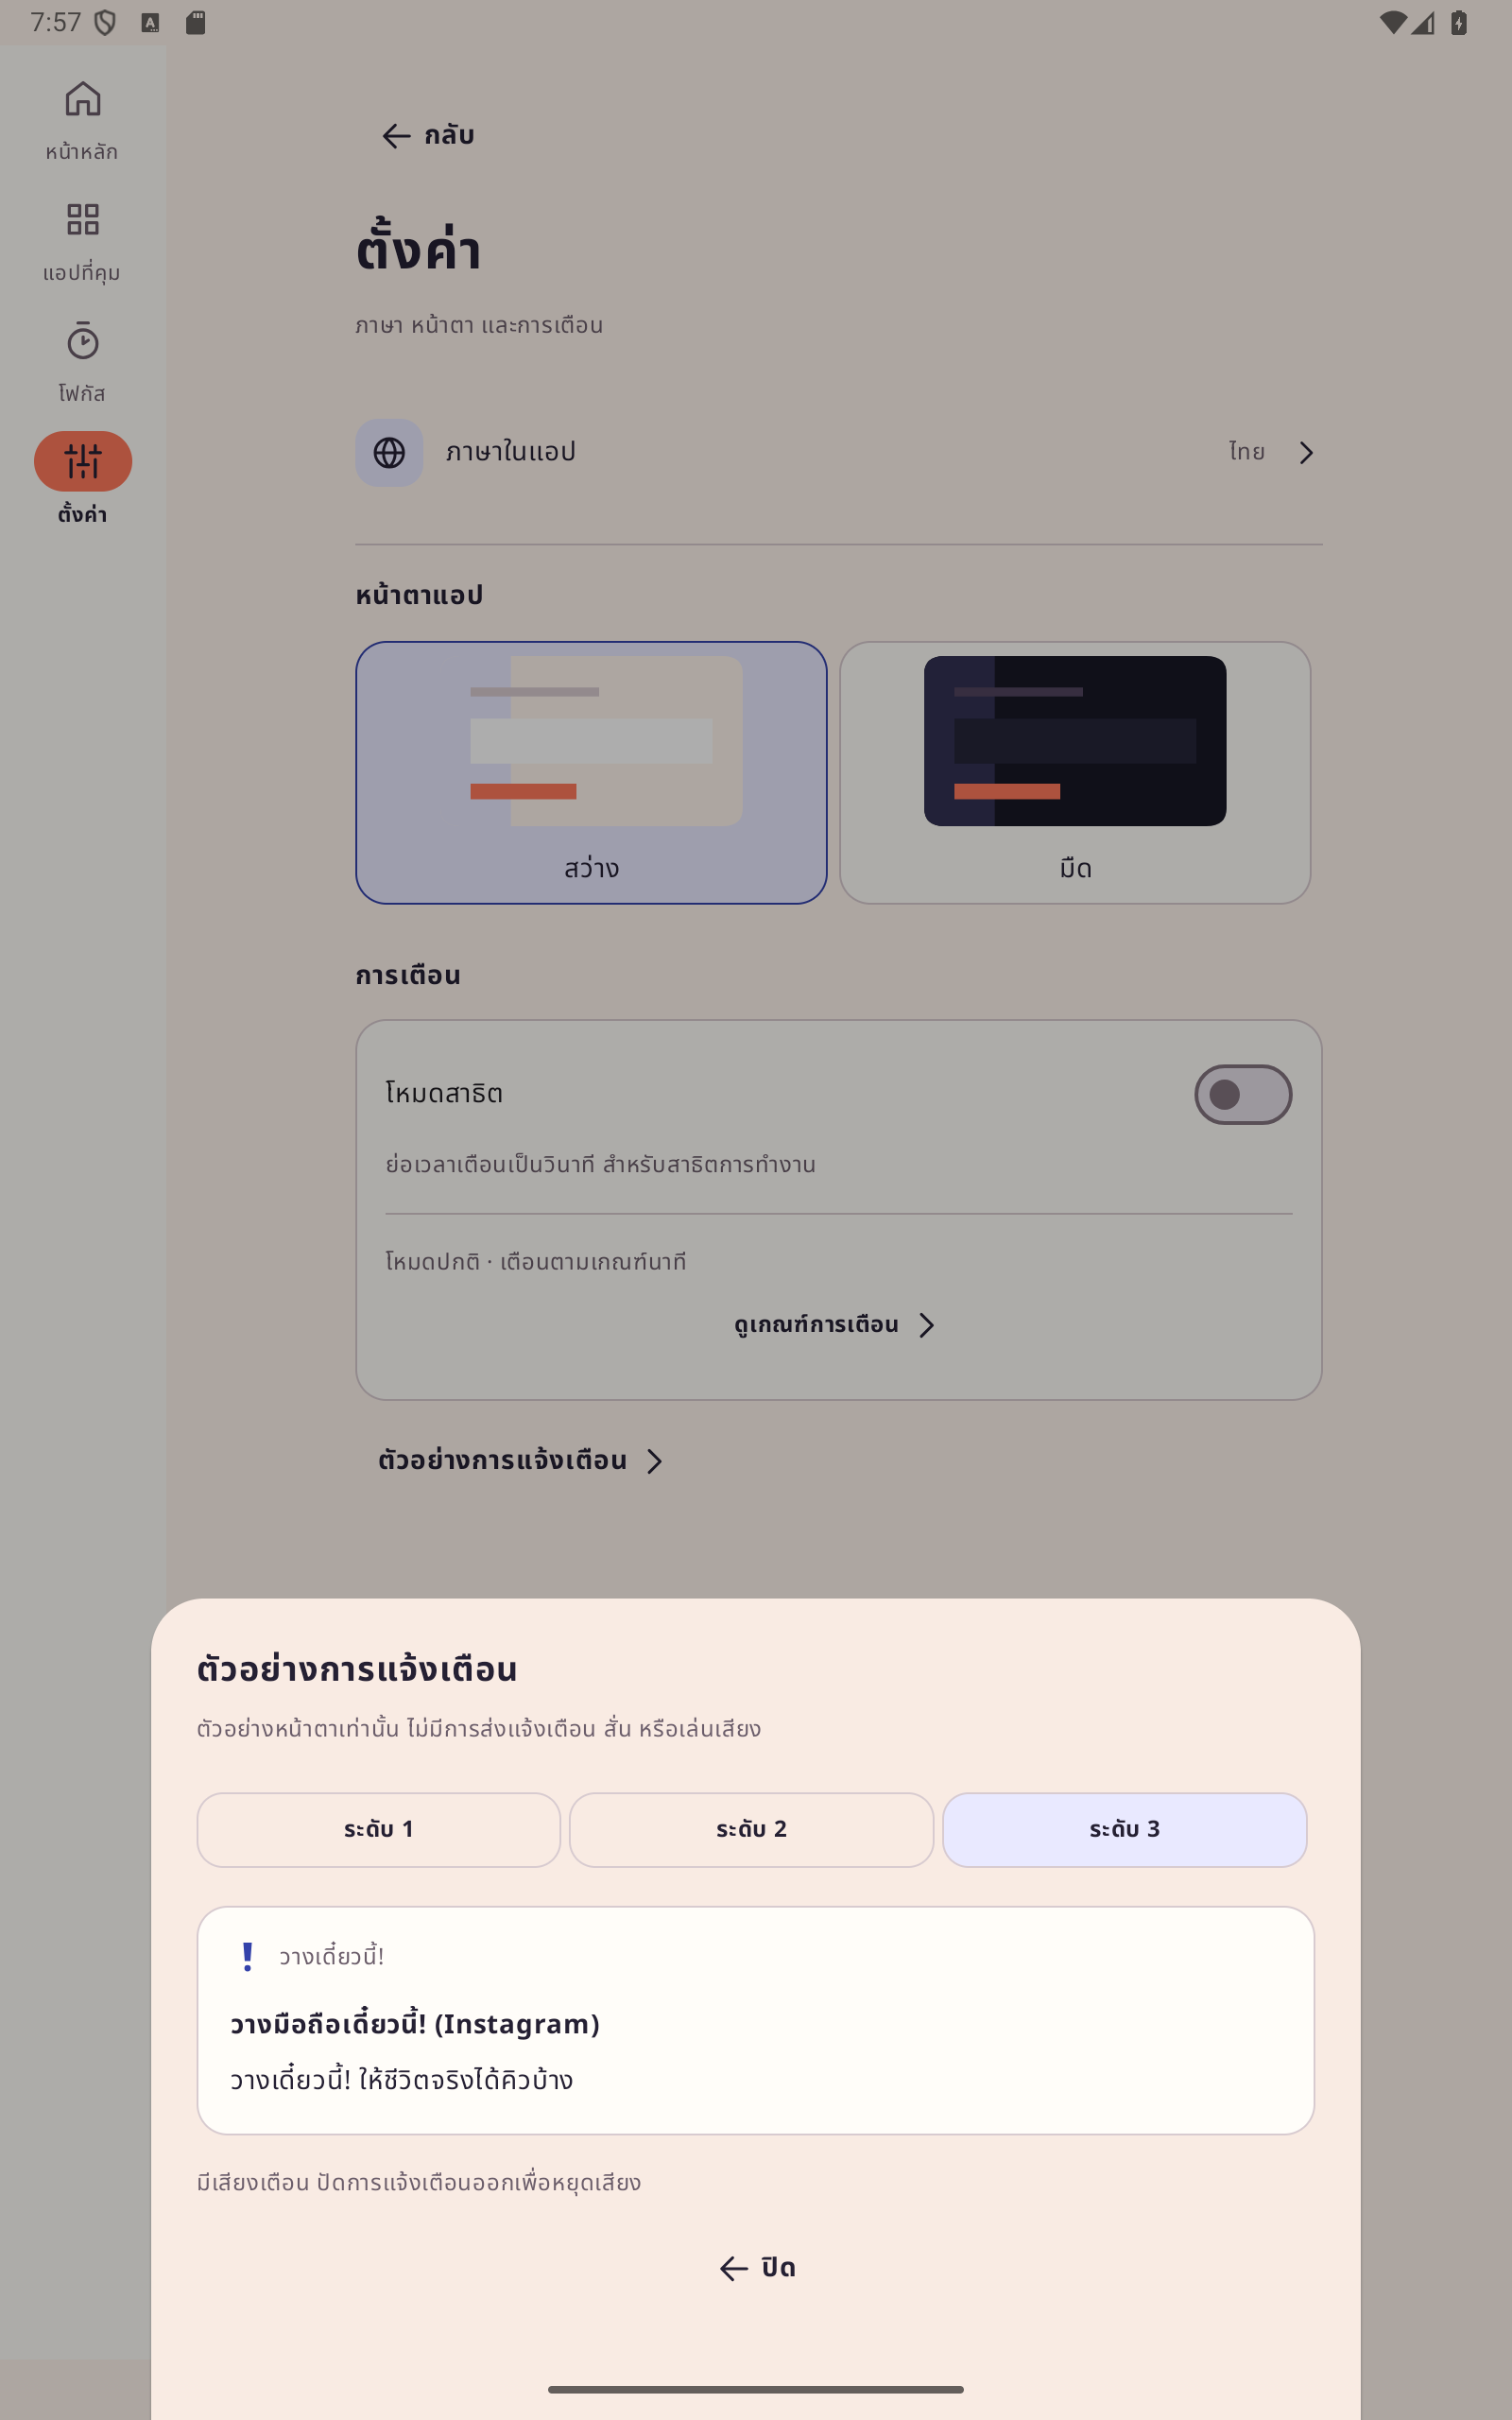 7:57
หน้าหลัก
แอปที่คุม
โฟกัส
ตั้งค่า
กลับ
ตั้งค่า
ภาษา หน้าตา และการเตือน
ภาษาในแอป
ไทย
หน้าตาแอป
สว่าง
มืด
การเตือน
โหมดสาธิต
ย่อเวลาเตือนเป็นวินาที สำหรับสาธิตการทำงาน
โหมดปกติ · เตือนตามเกณฑ์นาที
ดูเกณฑ์การเตือน
ตัวอย่างการแจ้งเตือน
ตัวอย่างการแจ้งเตือน
ตัวอย่างหน้าตาเท่านั้น ไม่มีการส่งแจ้งเตือน สั่น หรือเล่นเสียง
ระดับ 1
ระดับ 2
ระดับ 3
วางเดี๋ยวนี้!
วางมือถือเดี๋ยวนี้! (Instagram)
วางเดี๋ยวนี้! ให้ชีวิตจริงได้คิวบ้าง
มีเสียงเตือน ปัดการแจ้งเตือนออกเพื่อหยุดเสียง
ปิด